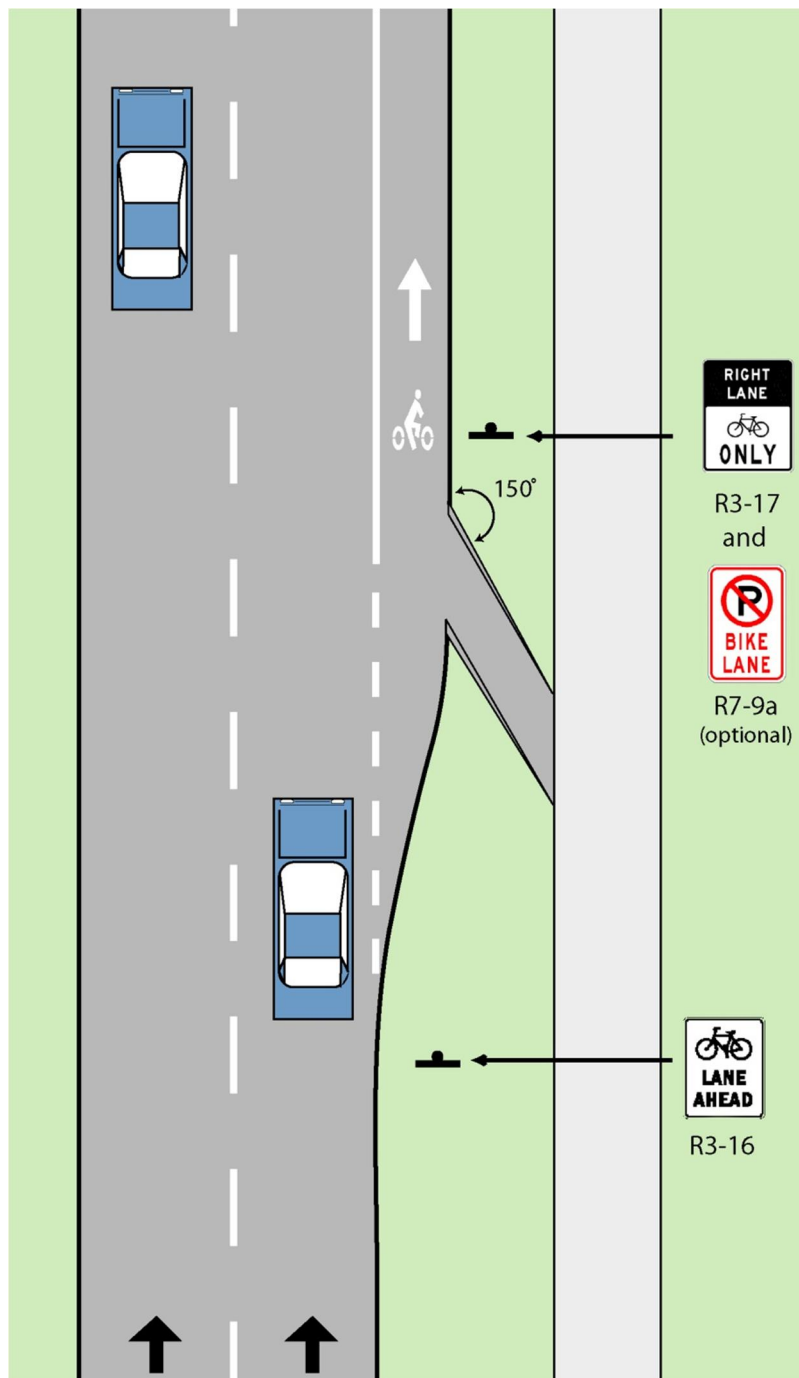 RIGHT
LANE
ONLY
150°
R3-17
and
P
BIKE
LANE
R7-9a
(optional)
LANE
AHEAD
R3-16